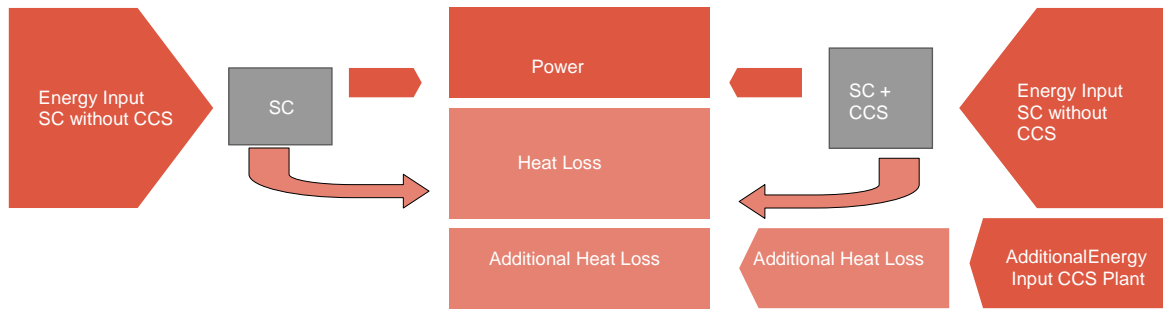 Energy Input
SC without CCS
SC
Power
Heat Loss
Additional Heat Loss
SC +
CCS
Energy Input
SC without
CCS
Additional Heat Loss
AdditionalEnergy
Input CCS Plant